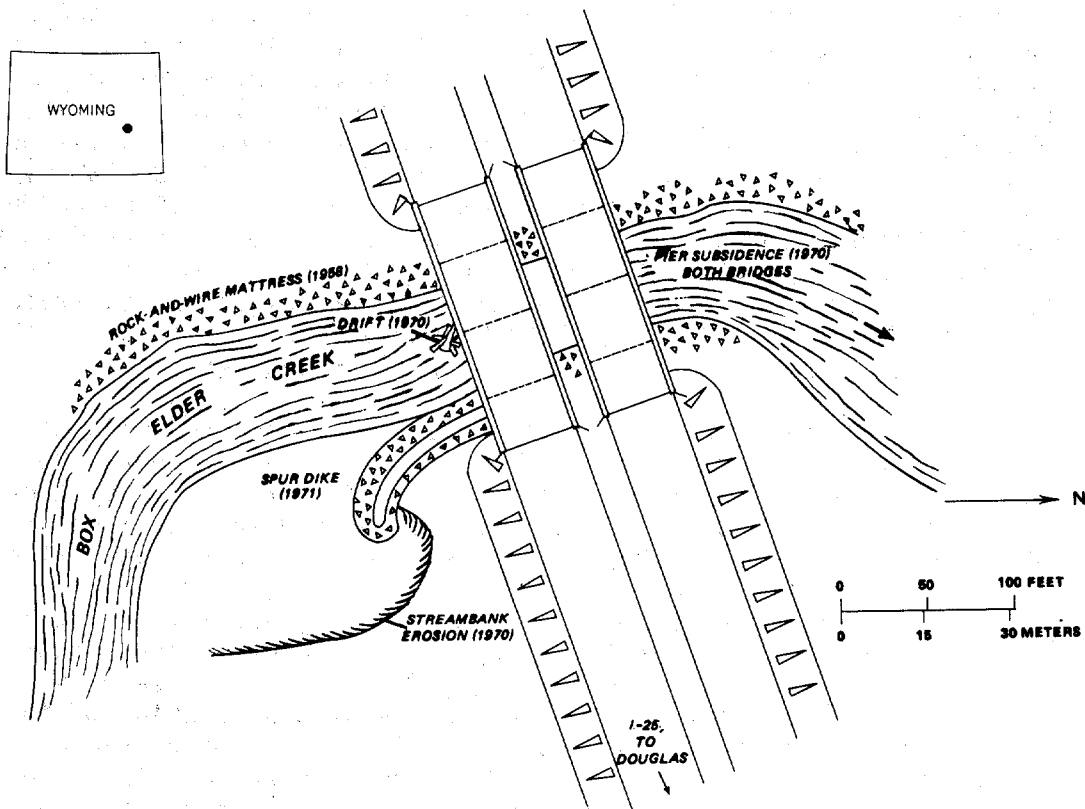 WYOMING
ROCK-AND-WIRE MATTRESS (1958)
DRIFT (1970)
PIER SUBSIDENCE (1970)
BOTH BRIDGES
BOX ELDER CREEK
SPUR DIKE
(1971)
STREAMBANK
EROSION (1970)
N
0 50 100 FEET
0 15 30 METERS
I-25,
TO
DOUGLAS